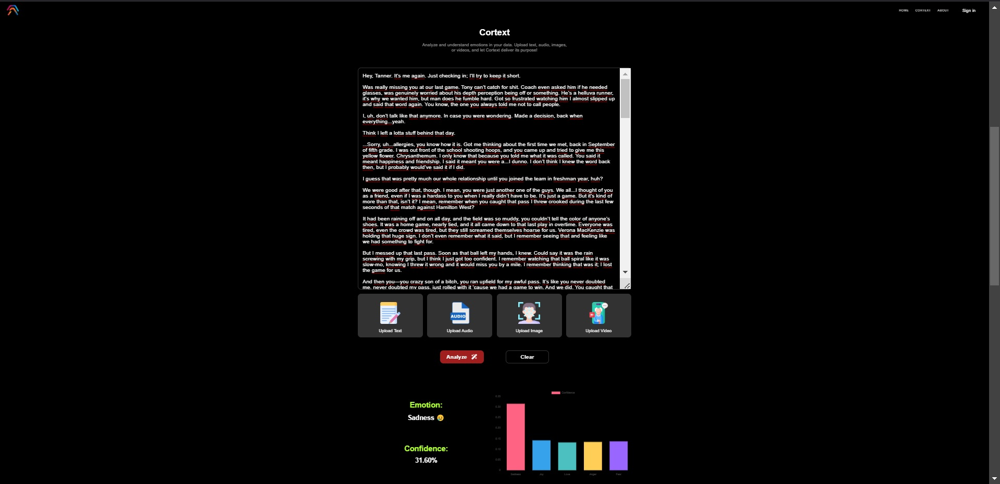 HOME CORTEXT ABOUT Sign in
Cortext
Analyze and understand emotions in your data. Upload text, audio, images,
or videos, and let Cortext deliver its purpose!
Hey, Tanner. It's me again. Just checking in; I'll try to keep it short.
Was really missing you at our last game. Tony can't catch for shit. Coach even asked him if he needed
glasses, was genuinely worried about his depth perception being off or something. He's a helluva runner,
it's why we wanted him, but man does he fumble hard. Got so frustrated watching him I almost slipped up
and said that word again. You know, the one you always told me not to call people.
I, uh, don't talk like that anymore. In case you were wondering. Made a decision, back when
everything...yeah.
Think I left a lotta stuff behind that day.
...Sorry, uh...allergies, you know how it is. Got me thinking about the first time we met, back in September
of fifth grade. I was out front of the school shooting hoops, and you came up and tried to give me this
yellow flower. Chrysanthemum. I only know that because you told me what it was called. You said it
meant happiness and friendship. I said it meant you were a...I dunno. I don't think I knew the word back
then, but I probably would've said it if I did.
I guess that was pretty much our whole relationship until you joined the team in freshman year, huh?
We were good after that, though. I mean, you were just another one of the guys. We all...I thought of you
as a friend, even if I was a hardass to you when I really didn't have to be. It's just a game. But it's kind of
more than that, isn't it? I mean, remember when you caught that pass I threw crooked during the last few
seconds of that match against Hamilton West?
It had been raining off and on all day, and the field was so muddy, you couldn't tell the color of anyone's
shoes. It was a home game, nearly tied, and it all came down to that last play in overtime. Everyone was
tired, even the crowd was tired, but they still screamed themselves hoarse for us. Verona MacKenzie was
holding that huge sign. I don't even remember what it said, but I remember seeing that and feeling like
we had something to fight for.
But I messed up that last pass. Soon as that ball left my hands, I knew. Could say it was the rain
screwing with my grip, but I think I just got too confident. I remember watching that ball spiral like it was
slow-mo, knowing I threw it wrong and it would miss you by a mile. I remember thinking that was it; I lost
the game for us.
And then you—you crazy son of a bitch, you ran upfield for my awful pass. It's like you never doubted
me, never doubted my pass, just rolled with it 'cause we had a game to win. And we did. You caught that
AUDIO
Upload Text Upload Audio Upload Image Upload Video
Analyze Clear
Confidence
Emotion:
Sadness
Confidence:
31.60%
0.35
0.30
0.25
0.20
0.15
0.10
0.05
0
Sadness Joy Love Anger Fear